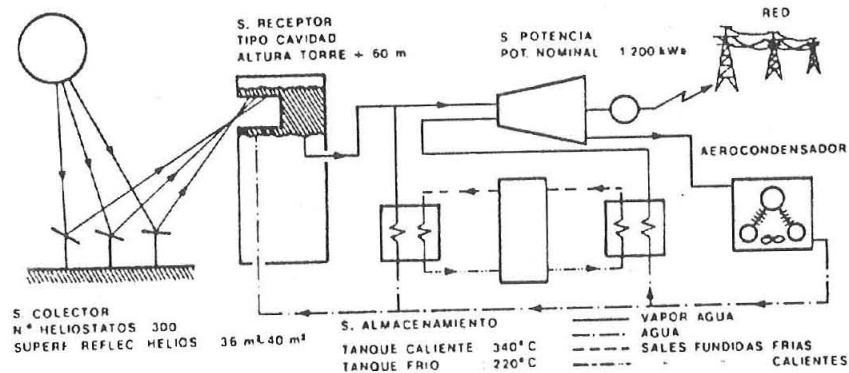 S. RECEPTOR
TIPO CAVIDAD
ALTURA TORRE + 60 m
S. POTENCIA
POT. NOMINAL 1 200 kWe
RED
AEROCONDENSADOR
S. COLECTOR
Nº HELIOSTATOS 300
SUPERF REFLEC HELIOS 36 m² 40 m²
S. ALMACENAMIENTO
TANQUE CALIENTE 340°C
TANQUE FRIO 220°C
VAPOR AGUA
AGUA
SALES FUNDIDAS FRIAS
CALIENTES